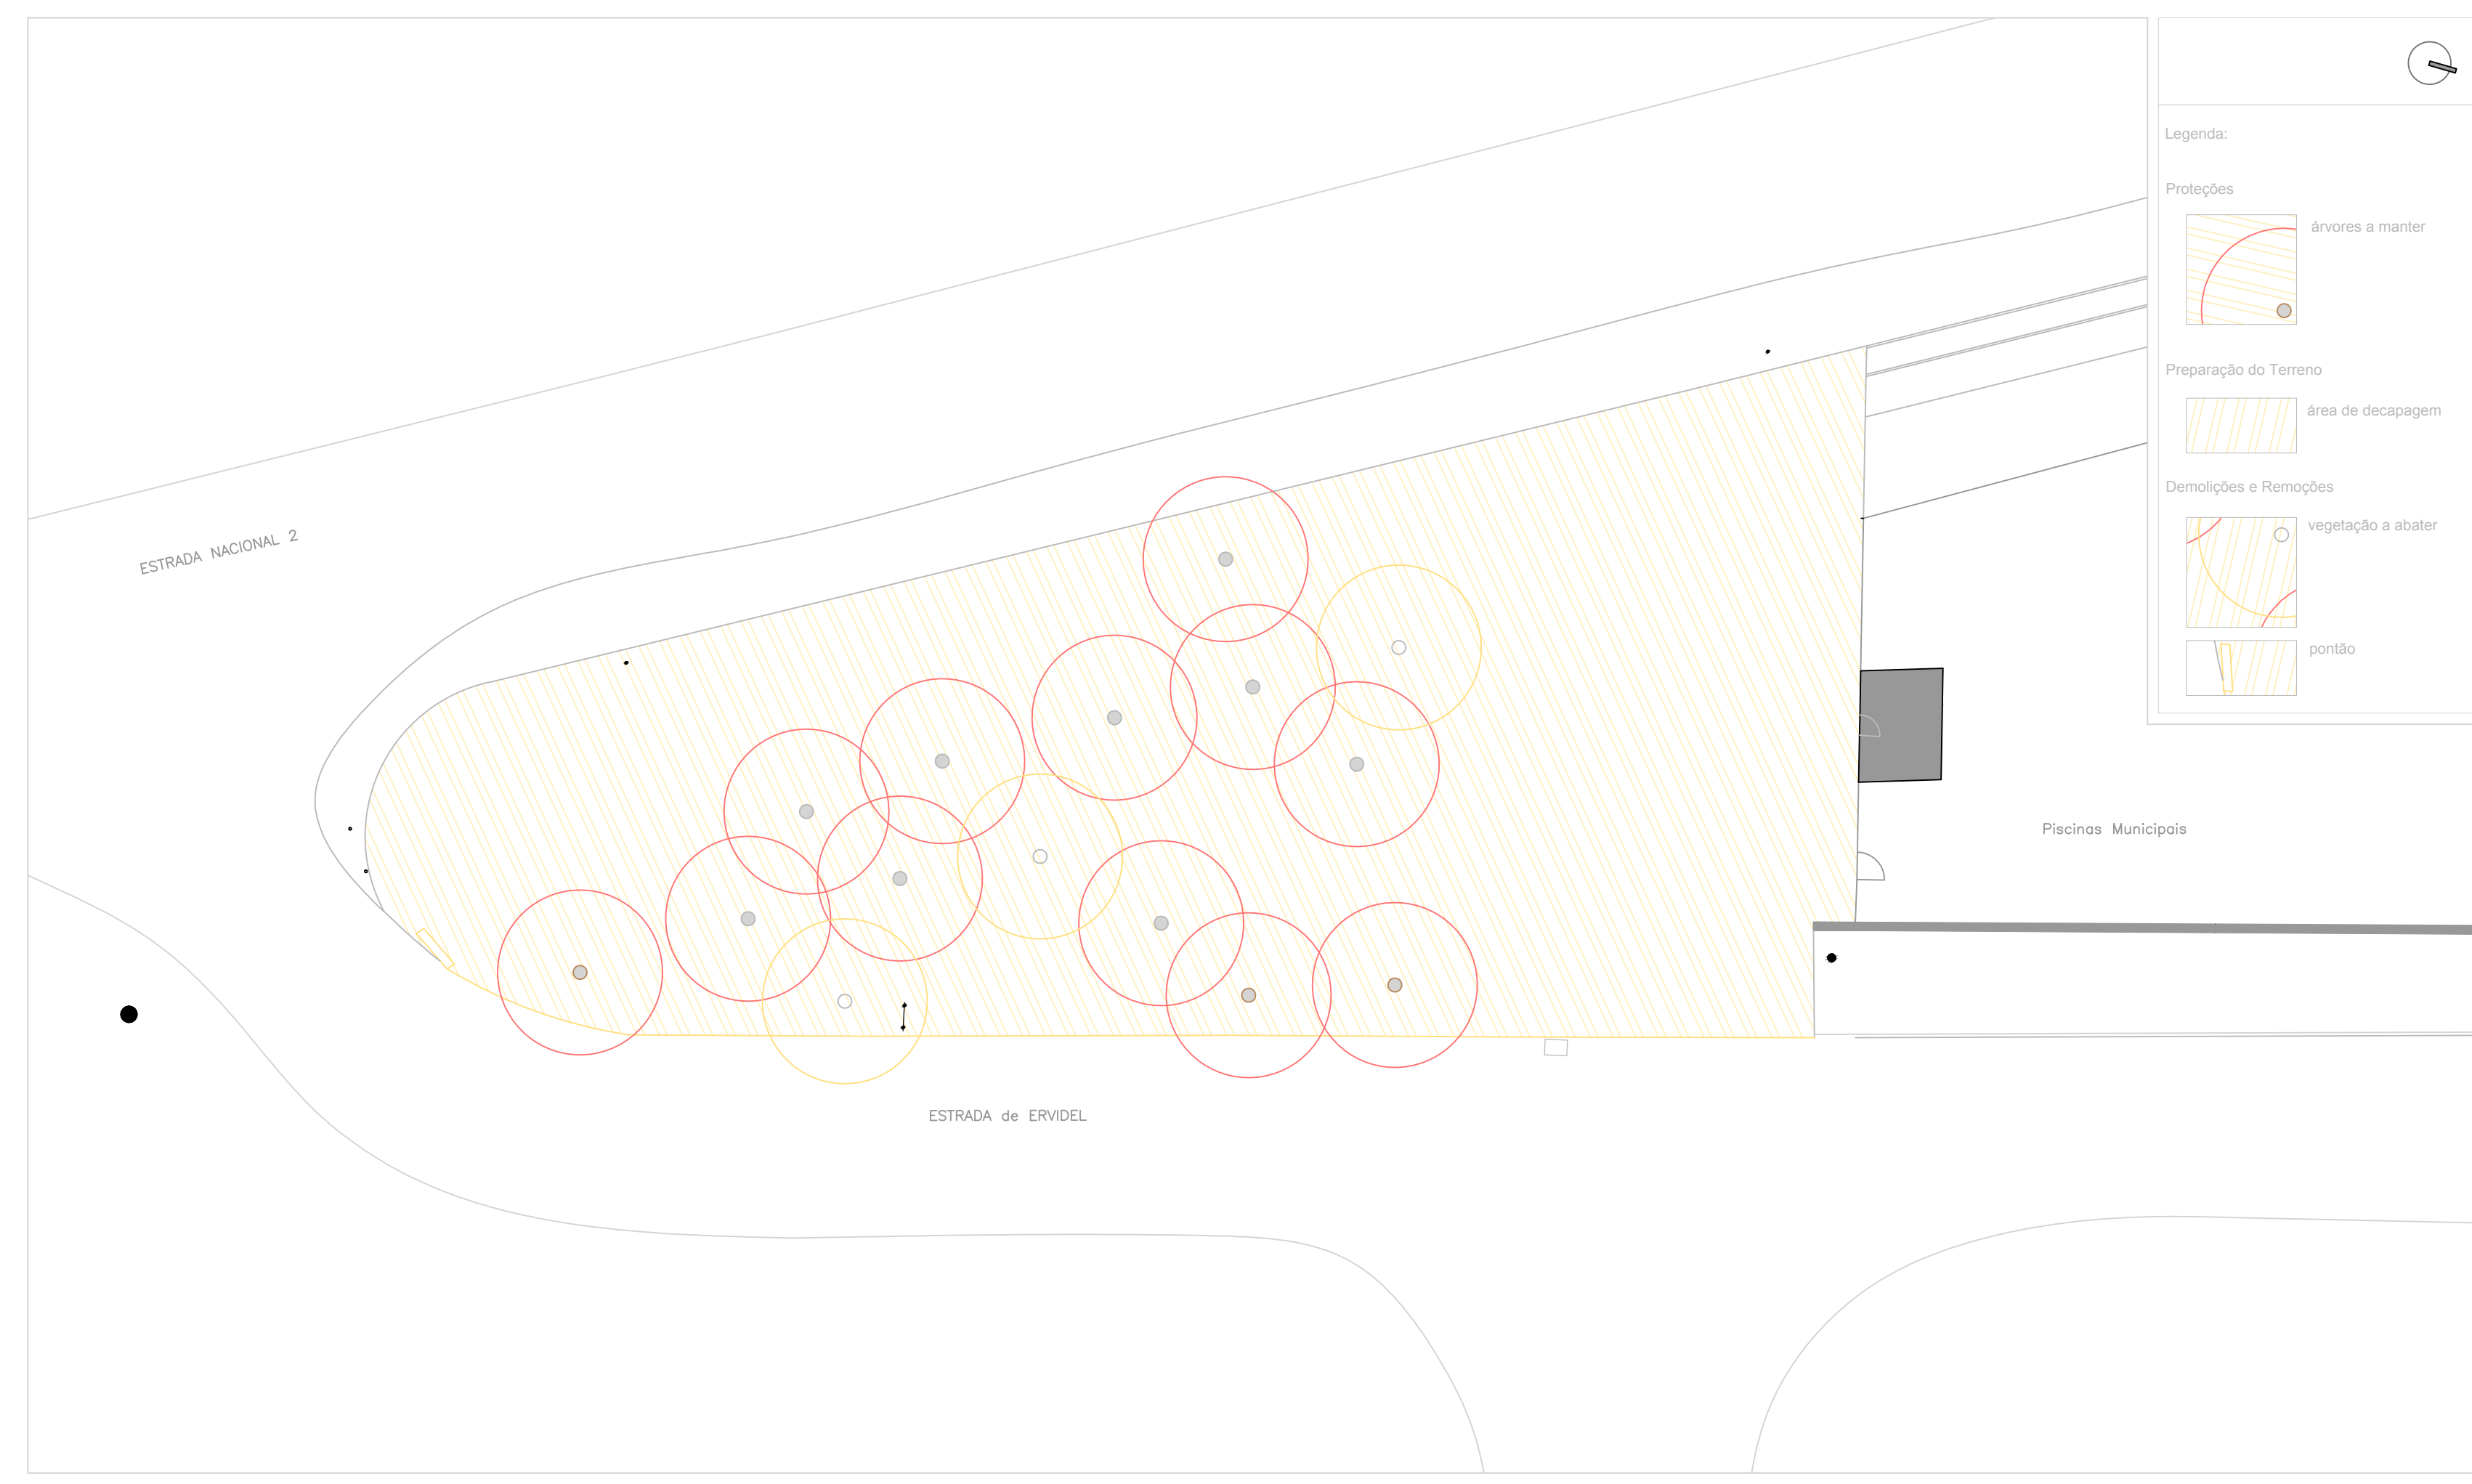 Legenda:
Proteções
árvores a manter
Preparação do Terreno
área de decapagem
Demolições e Remoções
vegetação a abater
pontão
ESTRADA NACIONAL 2
Piscinas Municipais
ESTRADA de ERVIDEL